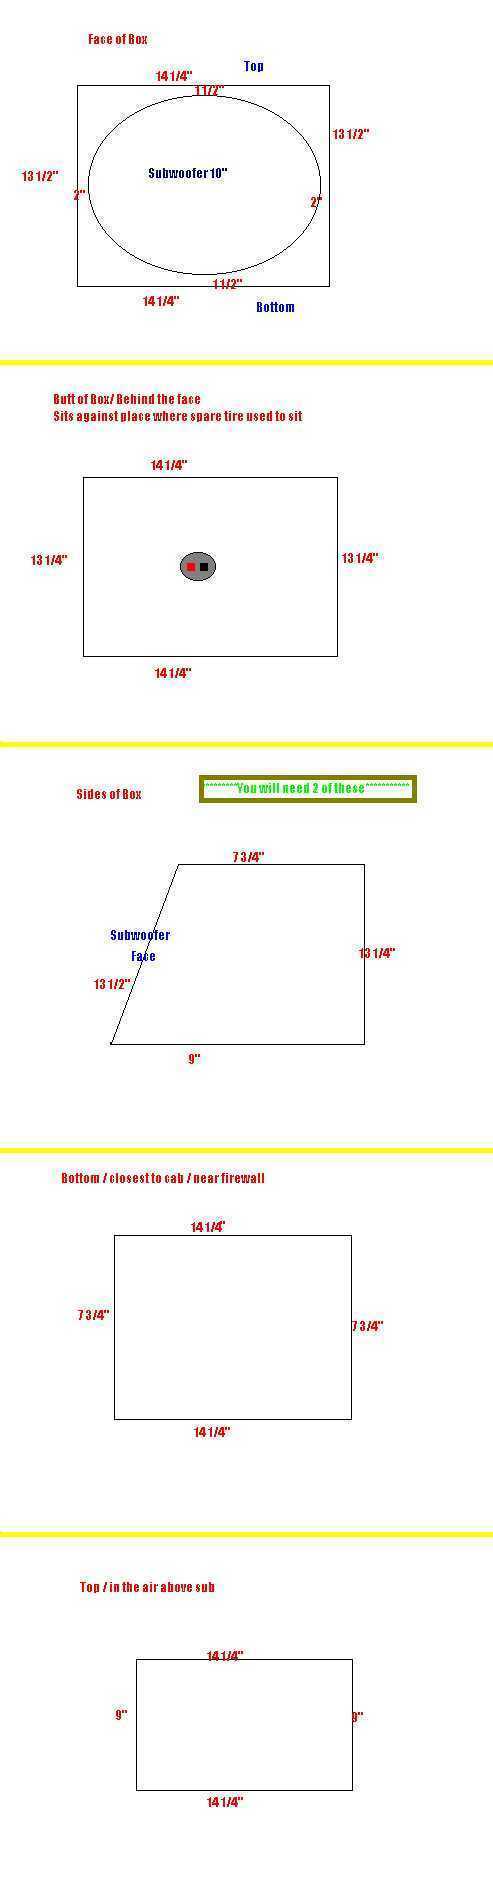 Face of Box
Top
14 1/4"
1 1/2"
13 1/2"
Subwoofer 10"
13 1/2"
2"
2"
1 1/2"
14 1/4"
Bottom
Butt of Box/ Behind the face
Sits against place where spare tire used to sit
14 1/4"
13 1/4"
13 1/4"
14 1/4"
Sides of Box
********You will need 2 of these***********
7 3/4"
Subwoofer
Face
13 1/4"
13 1/2"
9"
Bottom / closest to cab / near firewall
14 1/4"
7 3/4"
7 3/4"
14 1/4"
Top / in the air above sub
14 1/4"
9"
9"
14 1/4"